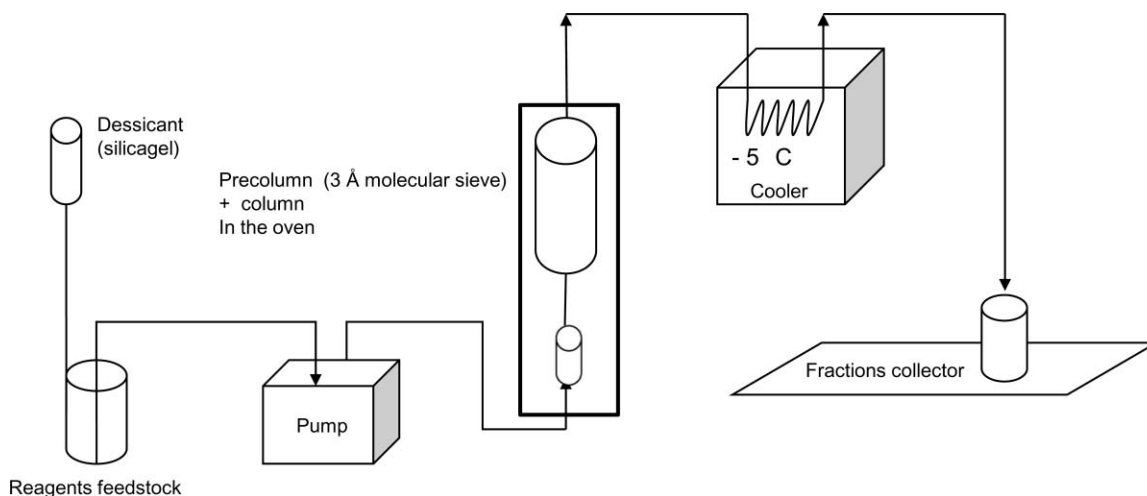 Dessicant
(silicagel)
Precolumn (3 Å molecular sieve)
+ column
In the oven
- 5 C
Cooler
Fractions collector
Pump
Reagents feedstock